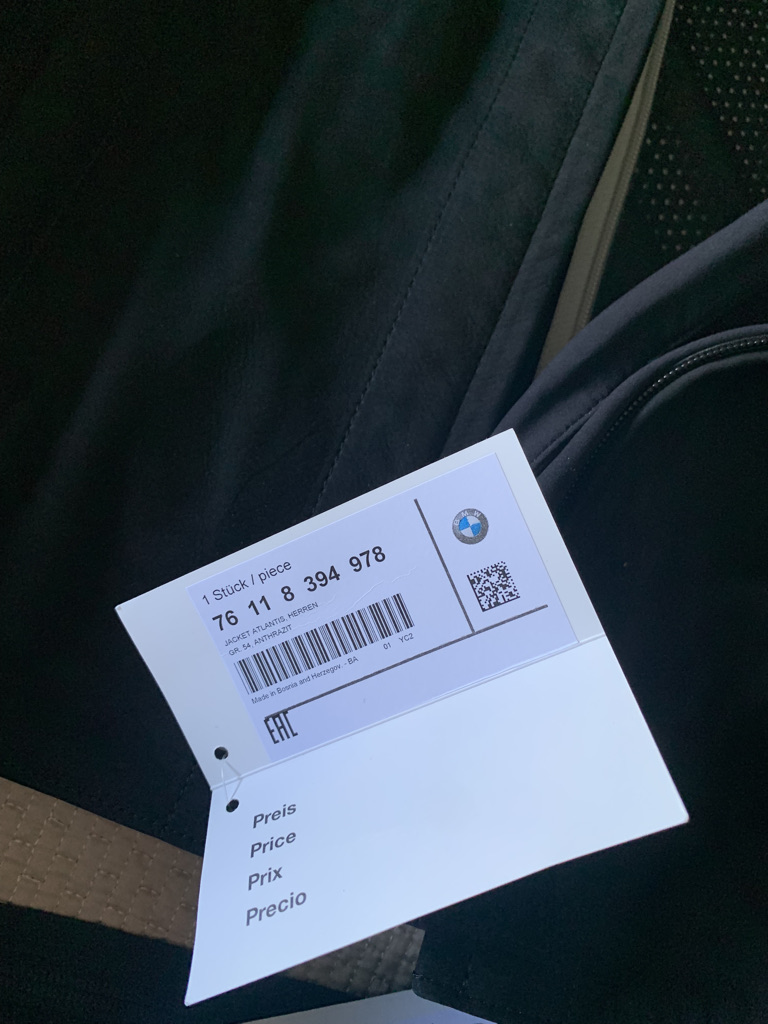 1 Stück / piece
76 11 8 394 978
JACKET ATLANTIS, HERREN
GR. 54, ANTHRAZIT
Made in Bosnia and Herzegov. - BA 01 YC2
BMW
EAC
Preis
Price
Prix
Precio